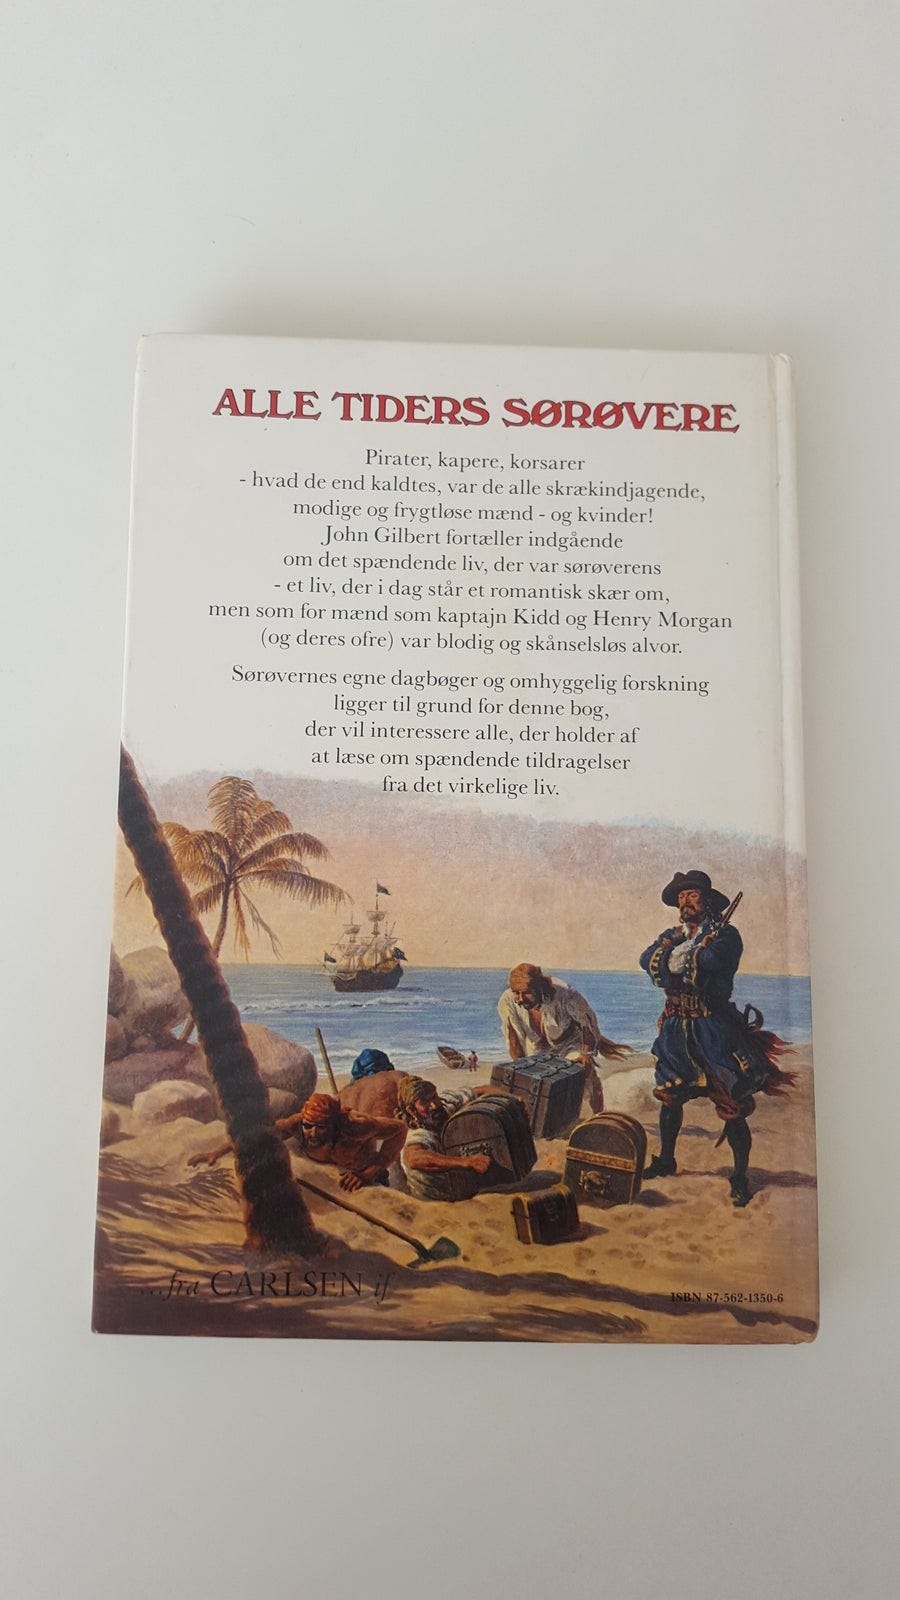 ALLE TIDERS SØRØVERE
Pirater, kapere, korsarer
- hvad de end kaldtes, var de alle skrækindjagende,
modige og frygtløse mænd - og kvinder!
John Gilbert fortæller indgående
om det spændende liv, der var sørøverens
- et liv, der i dag står et romantisk skær om,
men som for mænd som kaptajn Kidd og Henry Morgan
(og deres ofre) var blodig og skånselsløs alvor.
Sørøvernes egne dagbøger og omhyggelig forskning
ligger til grund for denne bog,
der vil interessere alle, der holder af
at læse om spændende tildragelser
fra det virkelige liv.
...fra CARLSEN if
ISBN 87-562-1350-6